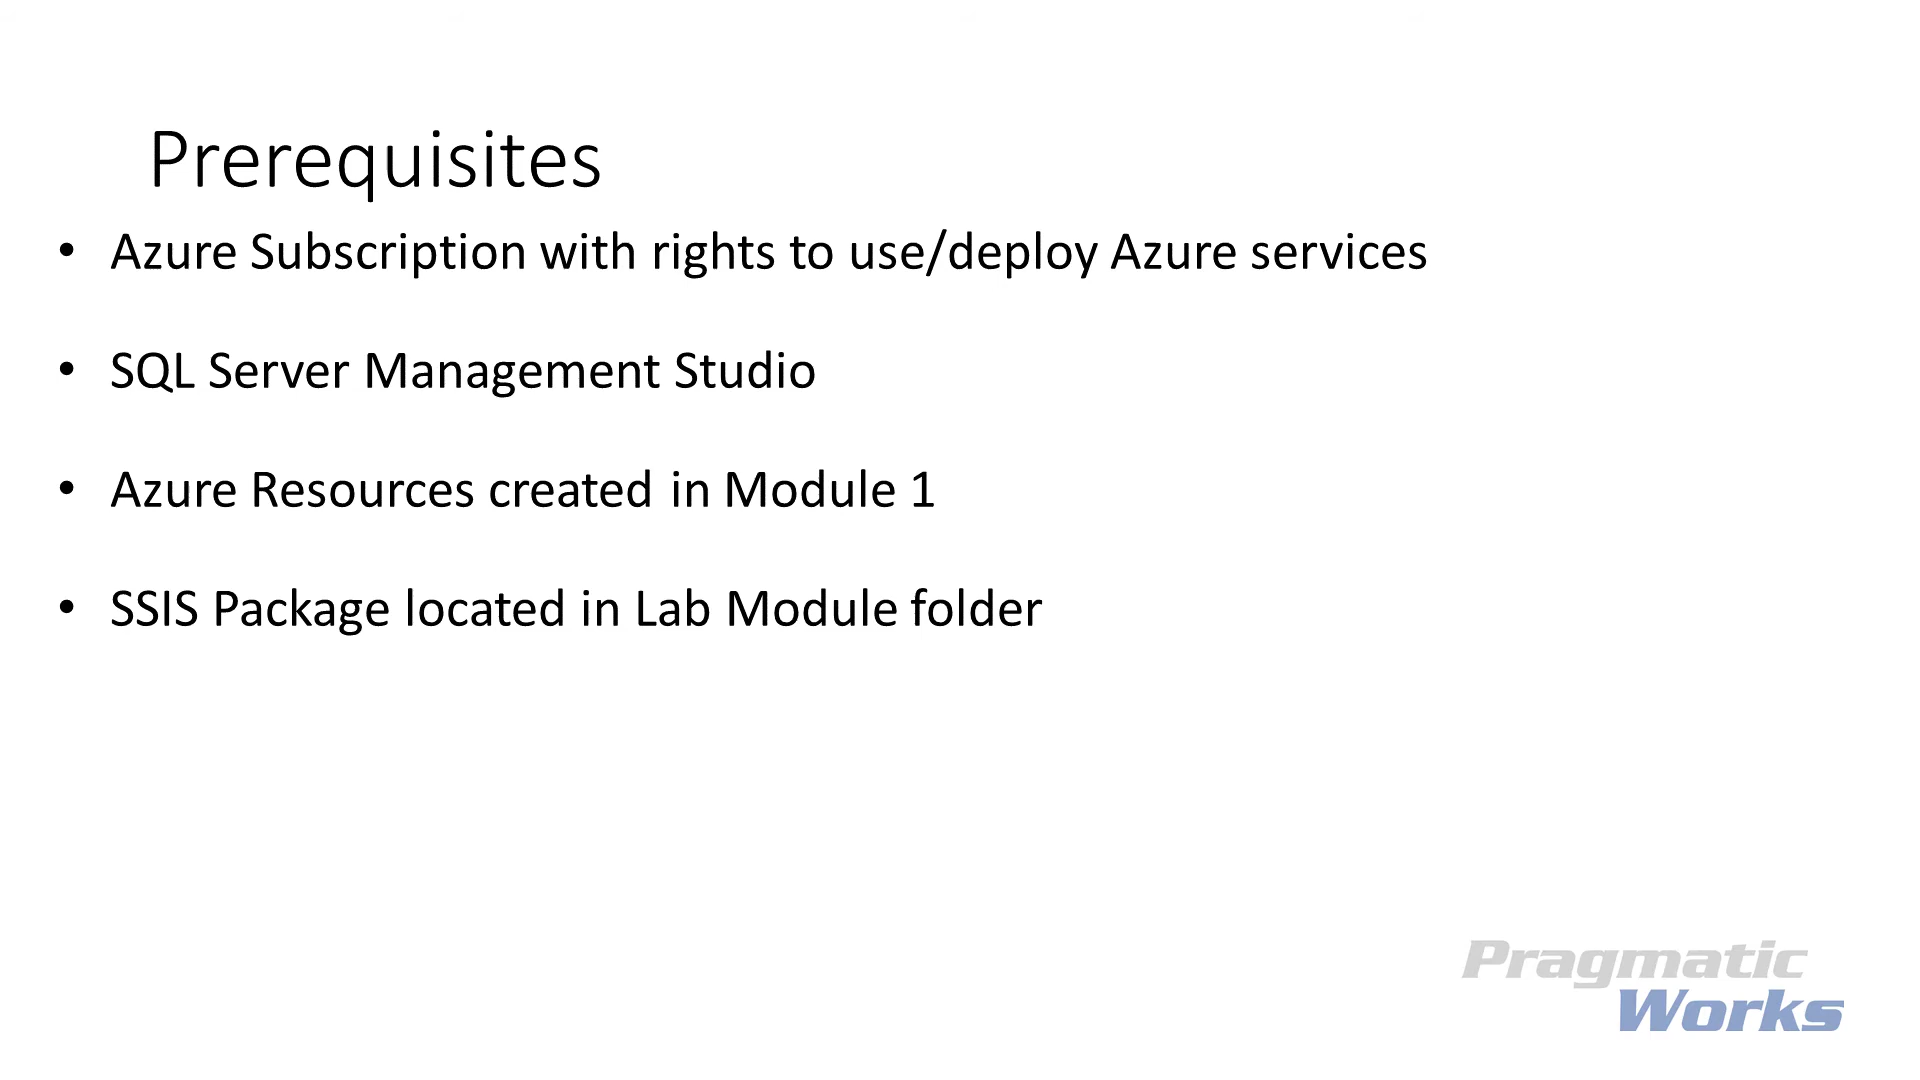 Prerequisites
• Azure Subscription with rights to use/deploy Azure services
• SQL Server Management Studio
• Azure Resources created in Module 1
• SSIS Package located in Lab Module folder
Pragmatic
Works